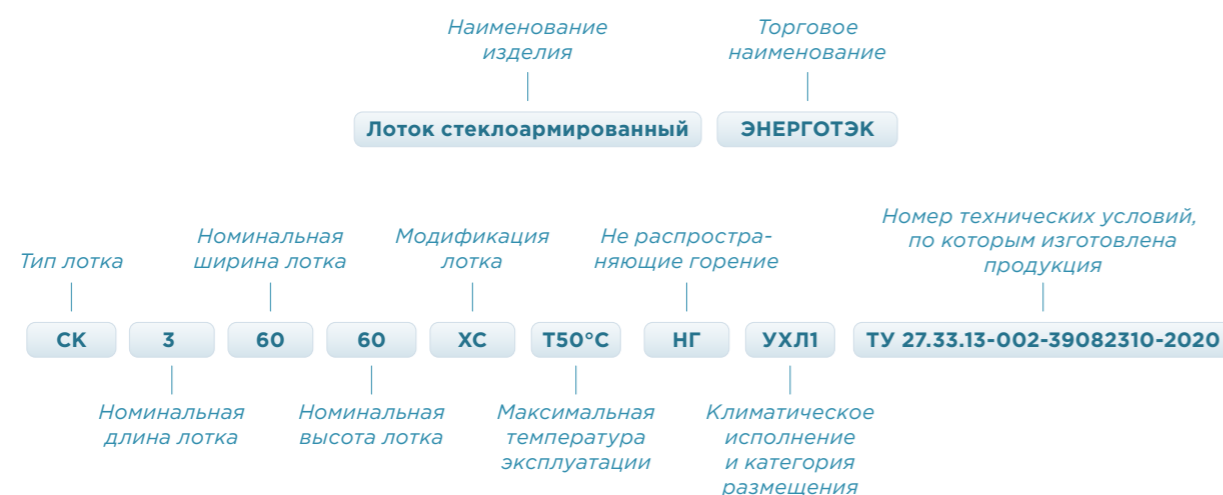 Наименование
изделия
Торговое
наименование
Лоток стеклоармированный
ЭНЕРГОТЭК
Тип лотка
Номинальная
ширина лотка
Модификация
лотка
Не распростра-
няющие горение
Номер технических условий,
по которым изготовлена
продукция
СК
3
60
60
ХС
Т50°С
НГ
УХЛ1
ТУ 27.33.13-002-39082310-2020
Номинальная
длина лотка
Номинальная
высота лотка
Максимальная
температура
эксплуатации
Климатическое
исполнение
и категория
размещения